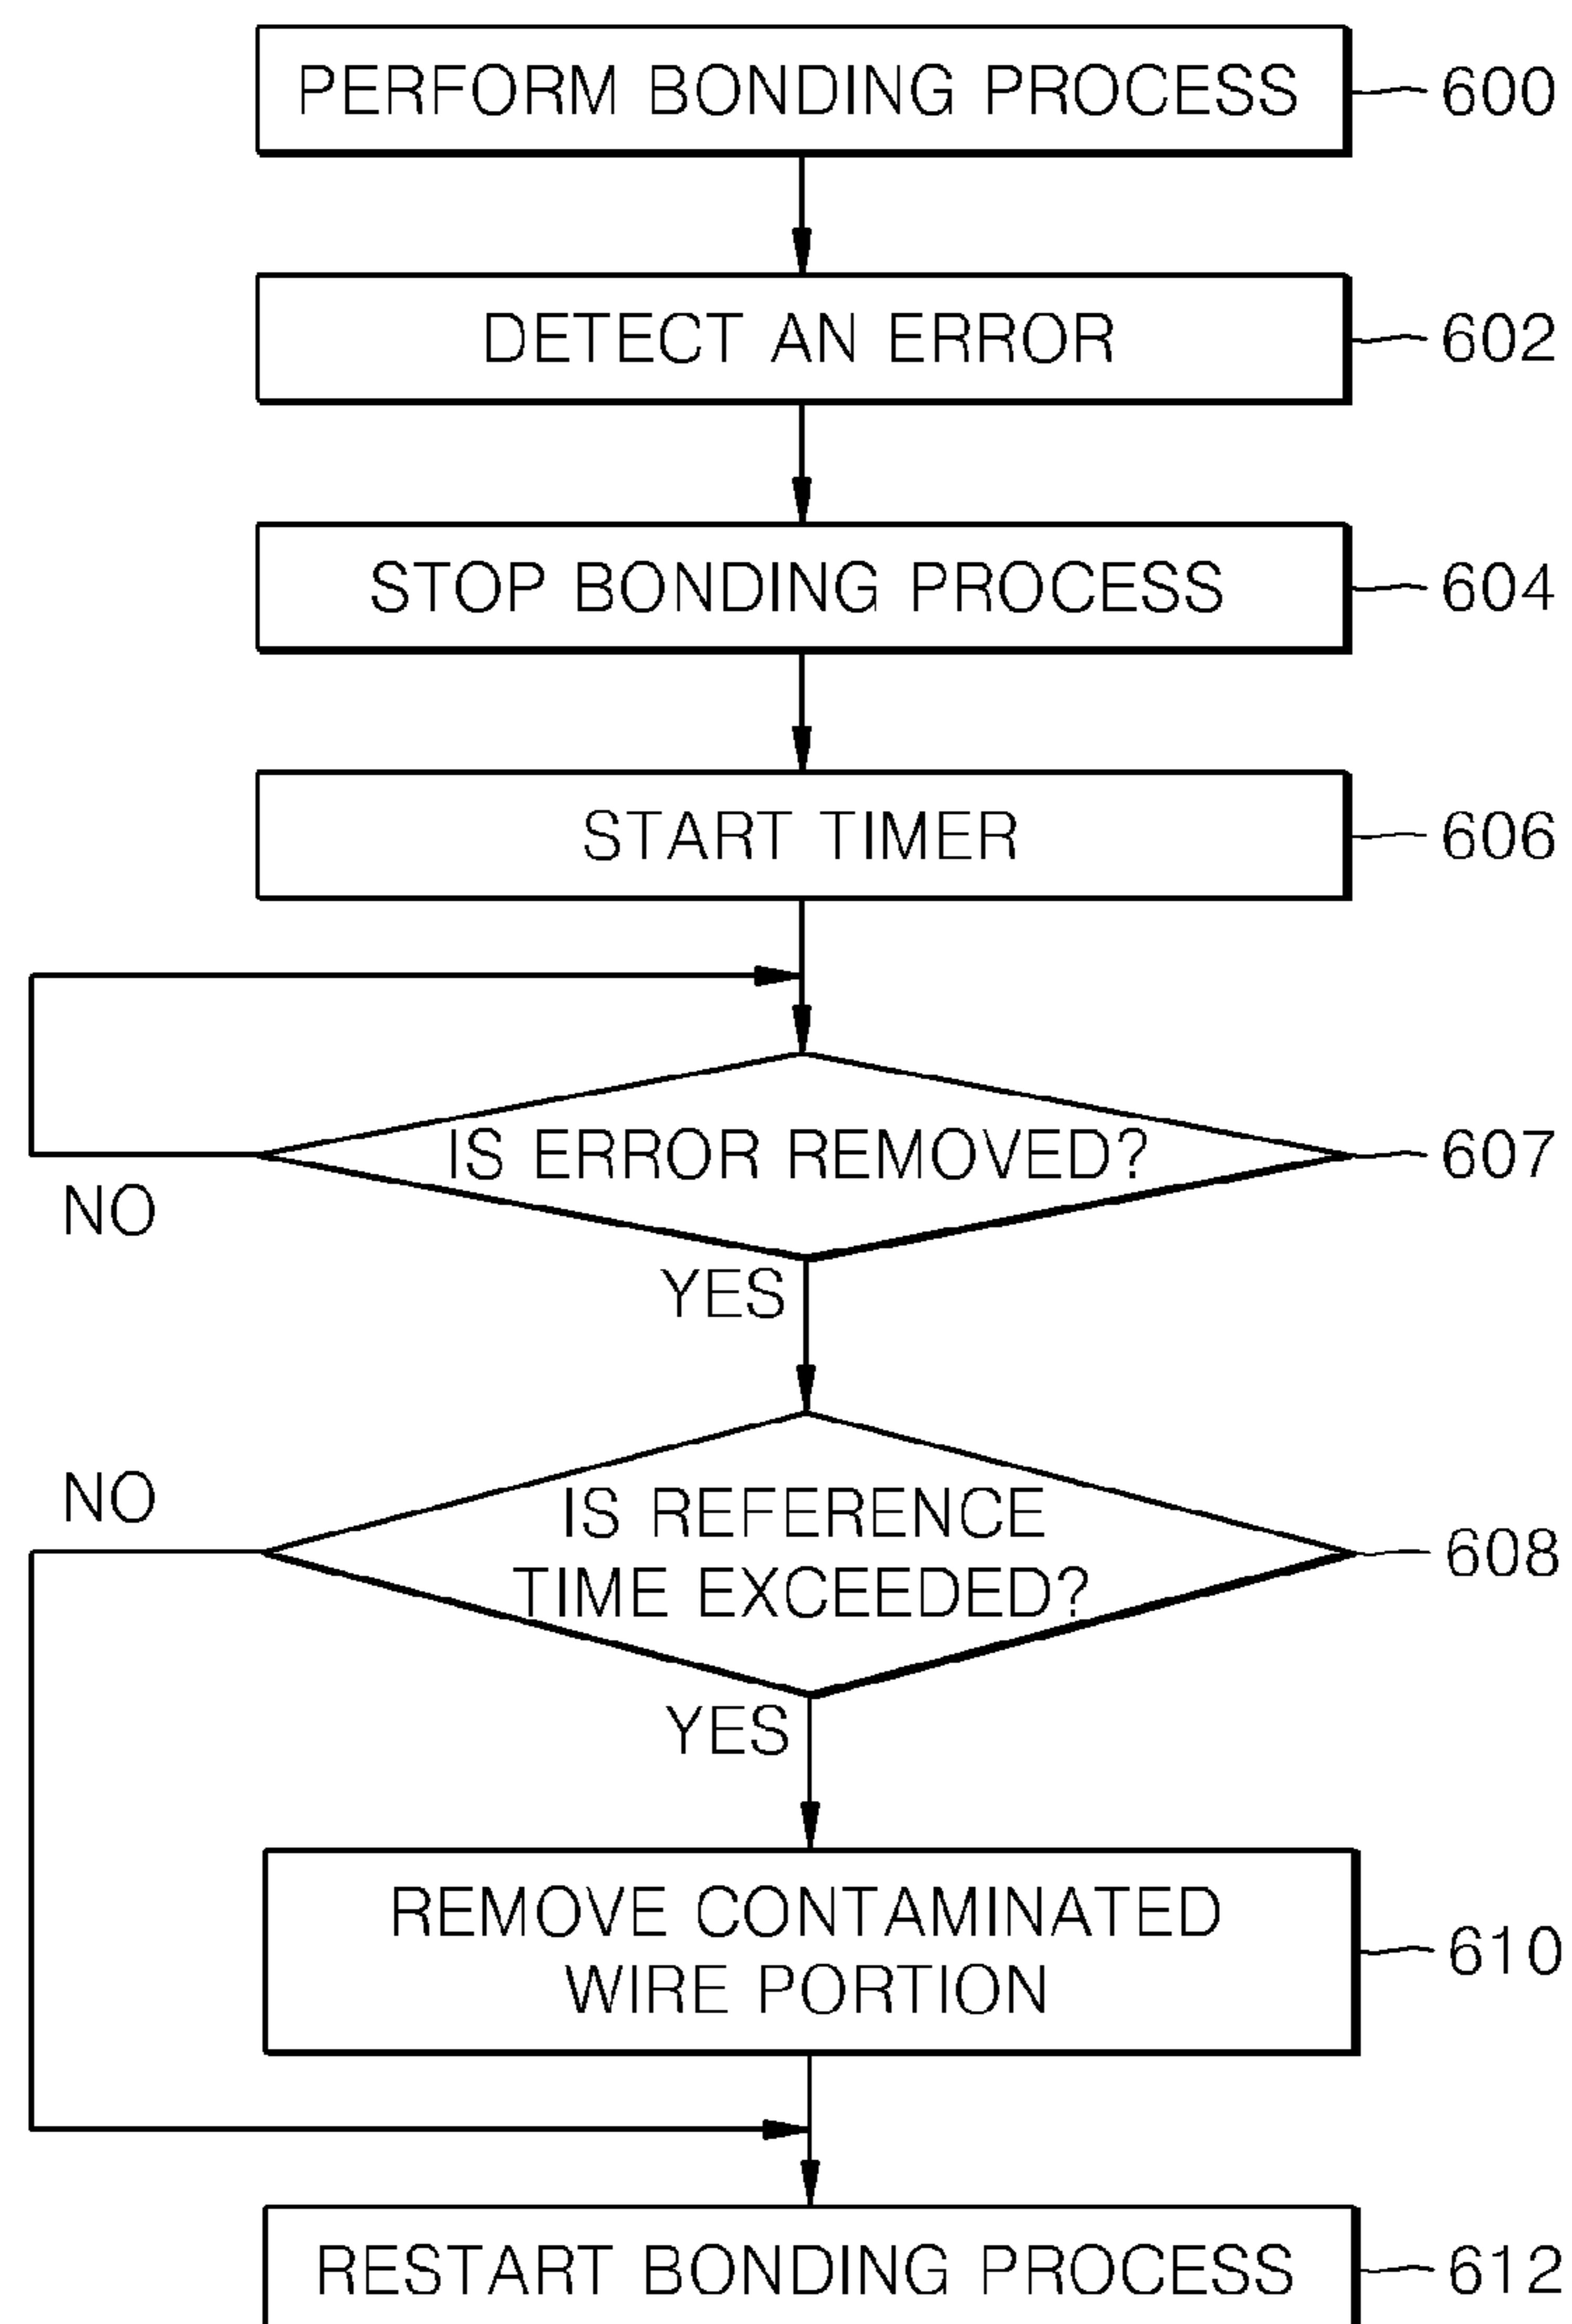 PERFORM BONDING PROCESS 600
DETECT AN ERROR 602
STOP BONDING PROCESS 604
START TIMER 606
IS ERROR REMOVED? 607
NO
YES
NO
IS REFERENCE
TIME EXCEEDED? 608
YES
REMOVE CONTAMINATED
WIRE PORTION 610
RESTART BONDING PROCESS 612